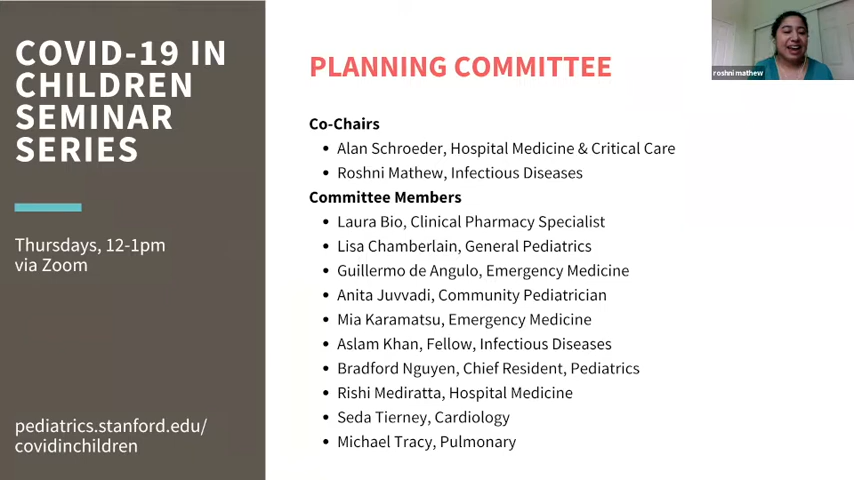 COVID-19 IN
CHILDREN
SEMINAR
SERIES
Thursdays, 12-1pm
via Zoom
pediatrics.stanford.edu/
covidinchildren
PLANNING COMMITTEE
Co-Chairs
• Alan Schroeder, Hospital Medicine & Critical Care
• Roshni Mathew, Infectious Diseases
Committee Members
• Laura Bio, Clinical Pharmacy Specialist
• Lisa Chamberlain, General Pediatrics
• Guillermo de Angulo, Emergency Medicine
• Anita Juvvadi, Community Pediatrician
• Mia Karamatsu, Emergency Medicine
• Aslam Khan, Fellow, Infectious Diseases
• Bradford Nguyen, Chief Resident, Pediatrics
• Rishi Mediratta, Hospital Medicine
• Seda Tierney, Cardiology
• Michael Tracy, Pulmonary
roshni mathew